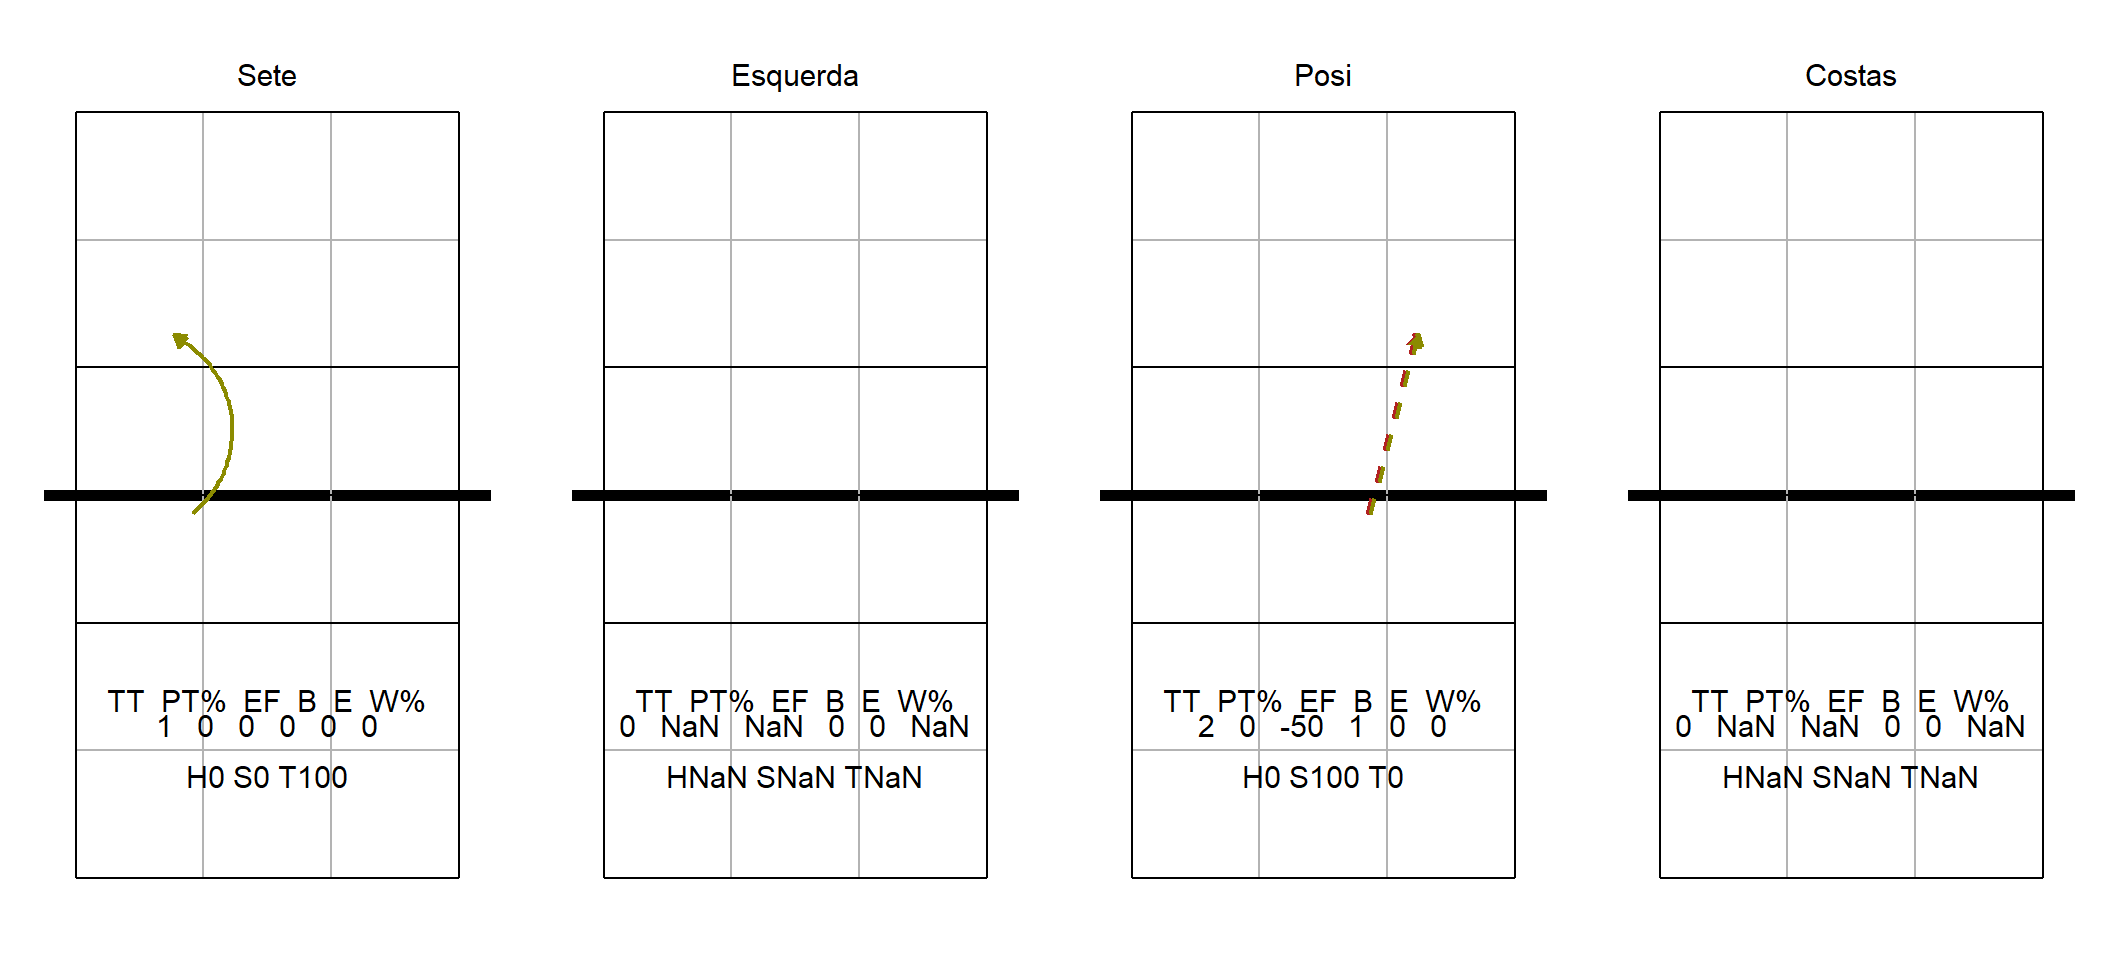 Sete
TT PT% EF B E W%
1 0 0 0 0 0
H0 S0 T100
Esquerda
TT PT% EF B E W%
0 NaN NaN 0 0 NaN
HNaN SNaN TNaN
Posi
TT PT% EF B E W%
2 0 -50 1 0 0
H0 S100 T0
Costas
TT PT% EF B E W%
0 NaN NaN 0 0 NaN
HNaN SNaN TNaN